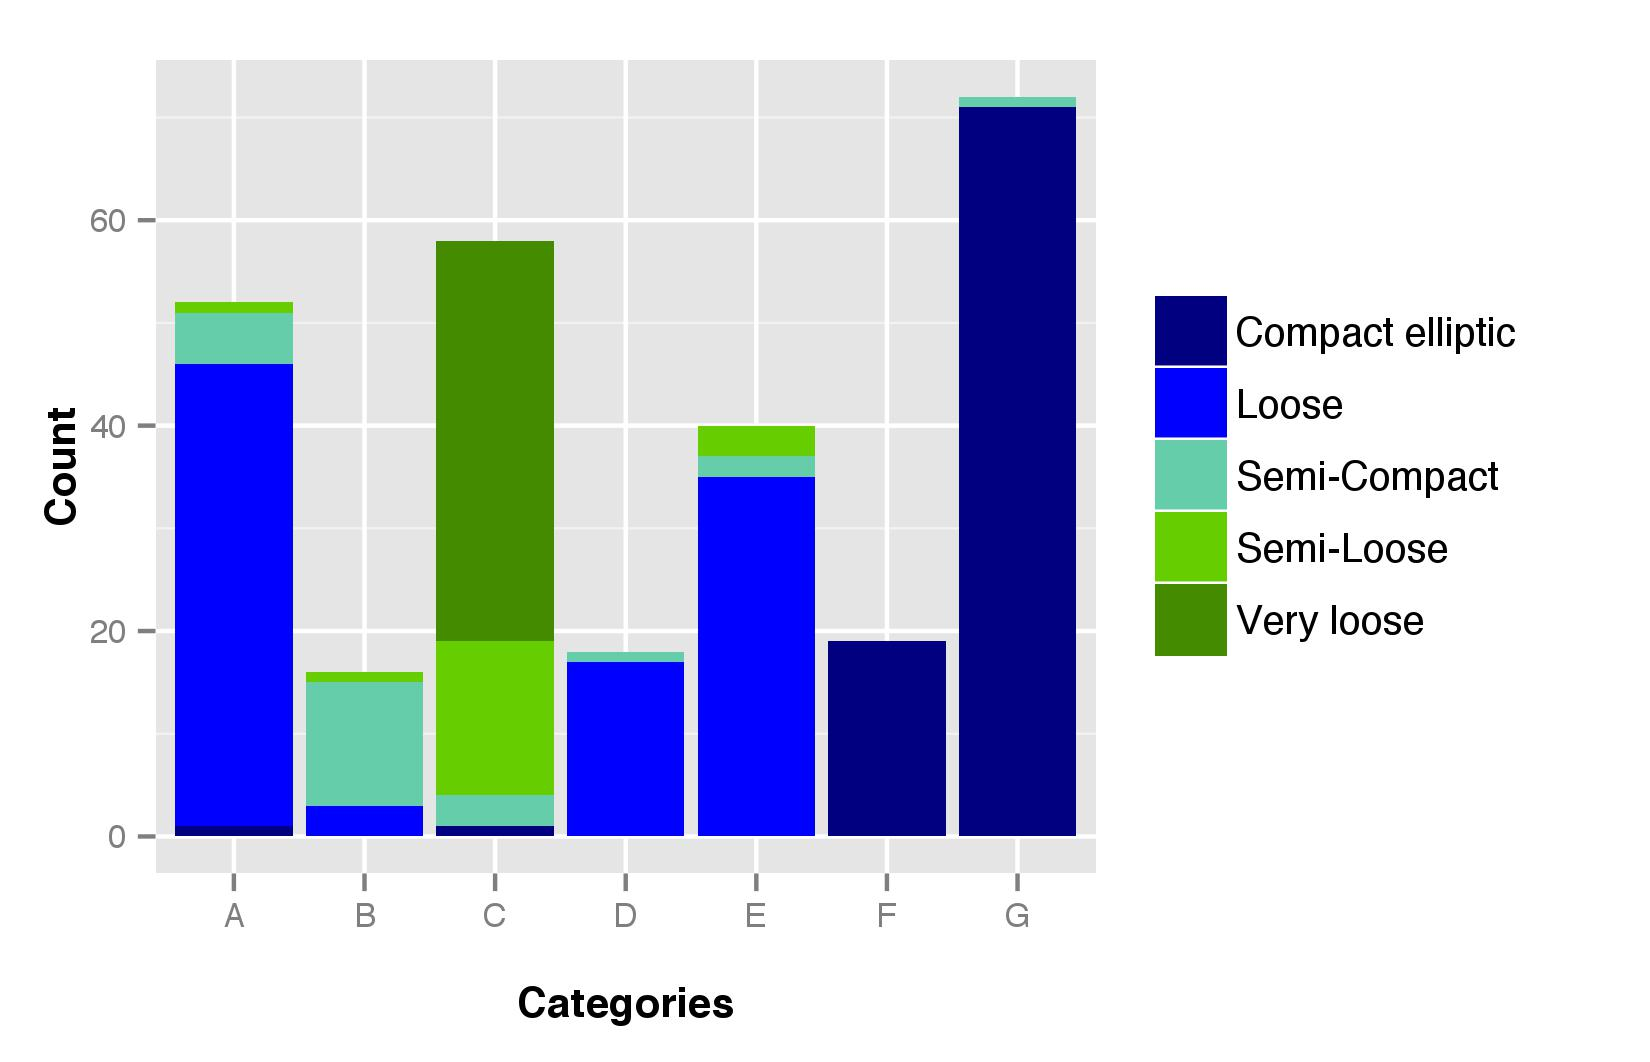 60
40
20
0
Count
A B C D E F G
Categories
Compact elliptic
Loose
Semi-Compact
Semi-Loose
Very loose